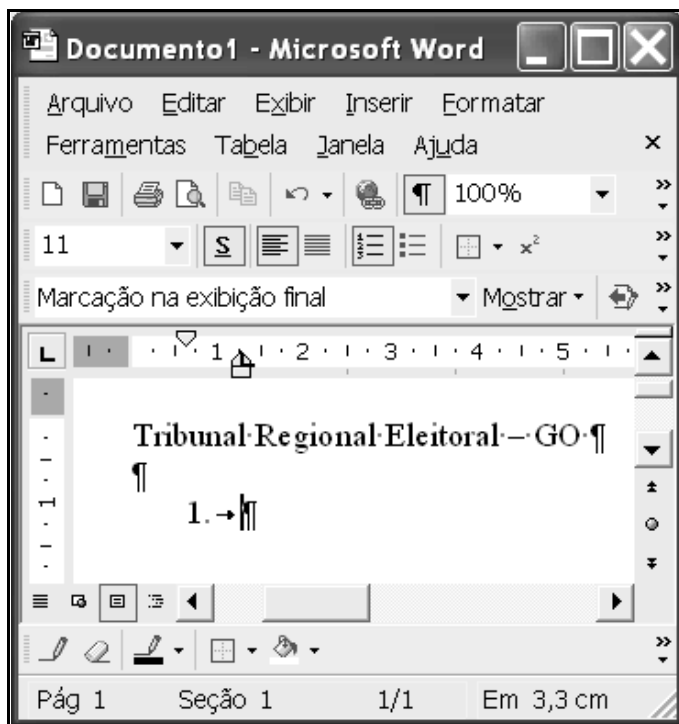 Documento1 - Microsoft Word
Arquivo Editar Exibir Inserir Formatar
Ferramentas Tabela Janela Ajuda
¶ 100%
11 S x²
Marcação na exibição final Mostrar
L 1 2 3 4 5
Tribunal·Regional·Eleitoral·–·GO·¶
¶
1.→¶
1
Pág 1 Seção 1 1/1 Em 3,3 cm